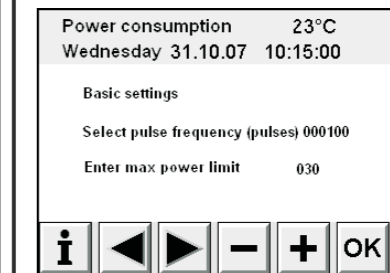 Power consumption 23°C
Wednesday 31.10.07 10:15:00
Basic settings
Select pulse frequency (pulses) 000100
Enter max power limit 030
i − + OK